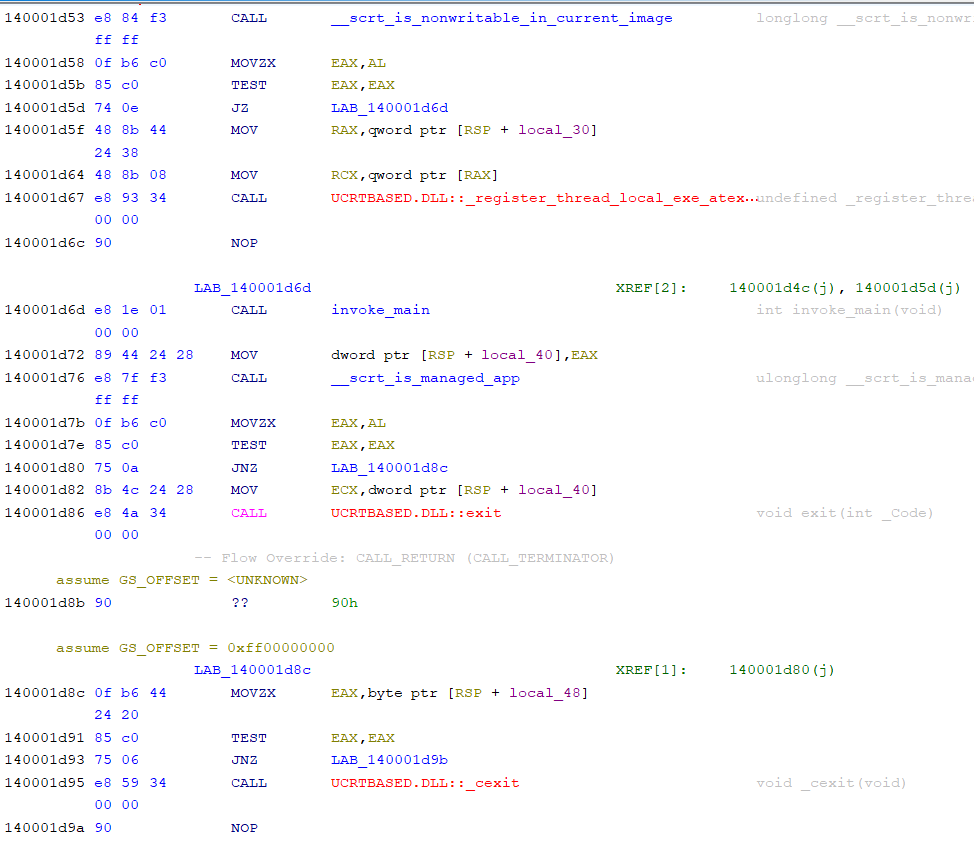 140001d53 e8 84 f3 CALL __scrt_is_nonwritable_in_current_image longlong __scrt_is_nonwri
ff ff
140001d58 0f b6 c0 MOVZX EAX,AL
140001d5b 85 c0 TEST EAX,EAX
140001d5d 74 0e JZ LAB_140001d6d
140001d5f 48 8b 44 MOV RAX,qword ptr [RSP + local_30]
24 38
140001d64 48 8b 08 MOV RCX,qword ptr [RAX]
140001d67 e8 93 34 CALL UCRTBASED.DLL::_register_thread_local_exe_atex... undefined _register_threa
00 00
140001d6c 90 NOP
LAB_140001d6d XREF[2]: 140001d4c(j), 140001d5d(j)
140001d6d e8 1e 01 CALL invoke_main int invoke_main(void)
00 00
140001d72 89 44 24 28 MOV dword ptr [RSP + local_40],EAX
140001d76 e8 7f f3 CALL __scrt_is_managed_app ulonglong __scrt_is_mana
ff ff
140001d7b 0f b6 c0 MOVZX EAX,AL
140001d7e 85 c0 TEST EAX,EAX
140001d80 75 0a JNZ LAB_140001d8c
140001d82 8b 4c 24 28 MOV ECX,dword ptr [RSP + local_40]
140001d86 e8 4a 34 CALL UCRTBASED.DLL::exit void exit(int _Code)
00 00
-- Flow Override: CALL_RETURN (CALL_TERMINATOR)
assume GS_OFFSET = <UNKNOWN>
140001d8b 90 ?? 90h
assume GS_OFFSET = 0xff00000000
LAB_140001d8c XREF[1]: 140001d80(j)
140001d8c 0f b6 44 MOVZX EAX,byte ptr [RSP + local_48]
24 20
140001d91 85 c0 TEST EAX,EAX
140001d93 75 06 JNZ LAB_140001d9b
140001d95 e8 59 34 CALL UCRTBASED.DLL::_cexit void _cexit(void)
00 00
140001d9a 90 NOP